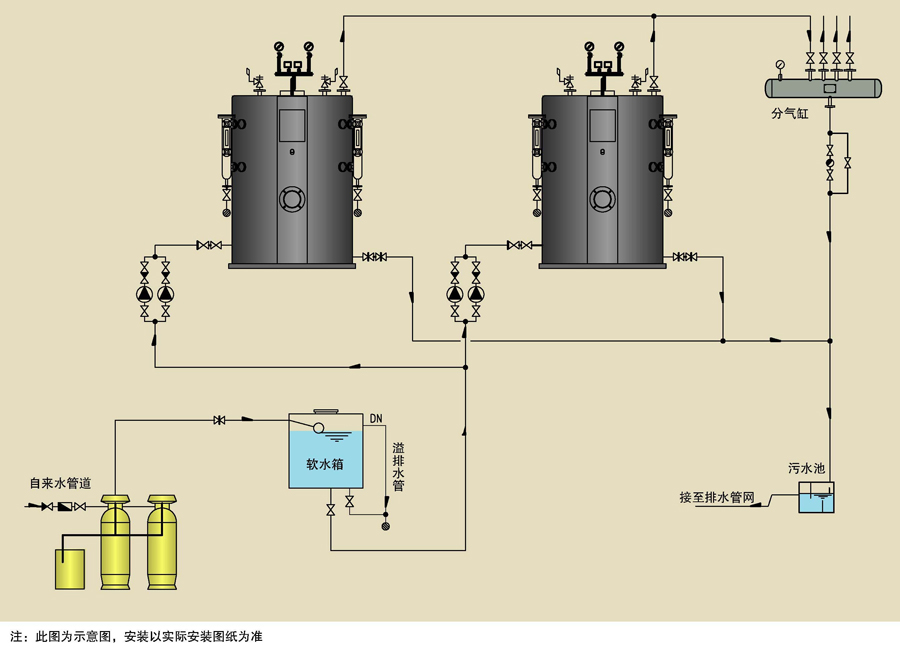 分气缸
DN
溢排水管
软水箱
自来水管道
污水池
接至排水管网
注：此图为示意图，安装以实际安装图纸为准